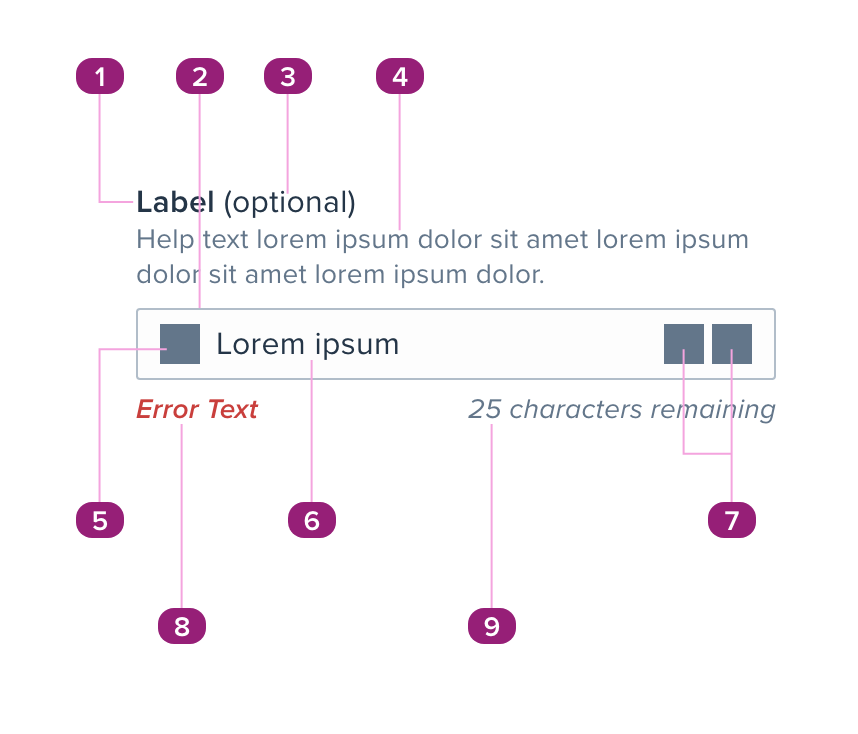 1 2 3 4
Label (optional)
Help text lorem ipsum dolor sit amet lorem ipsum
dolor sit amet lorem ipsum dolor.
Lorem ipsum
Error Text 25 characters remaining
5 6 7
8 9